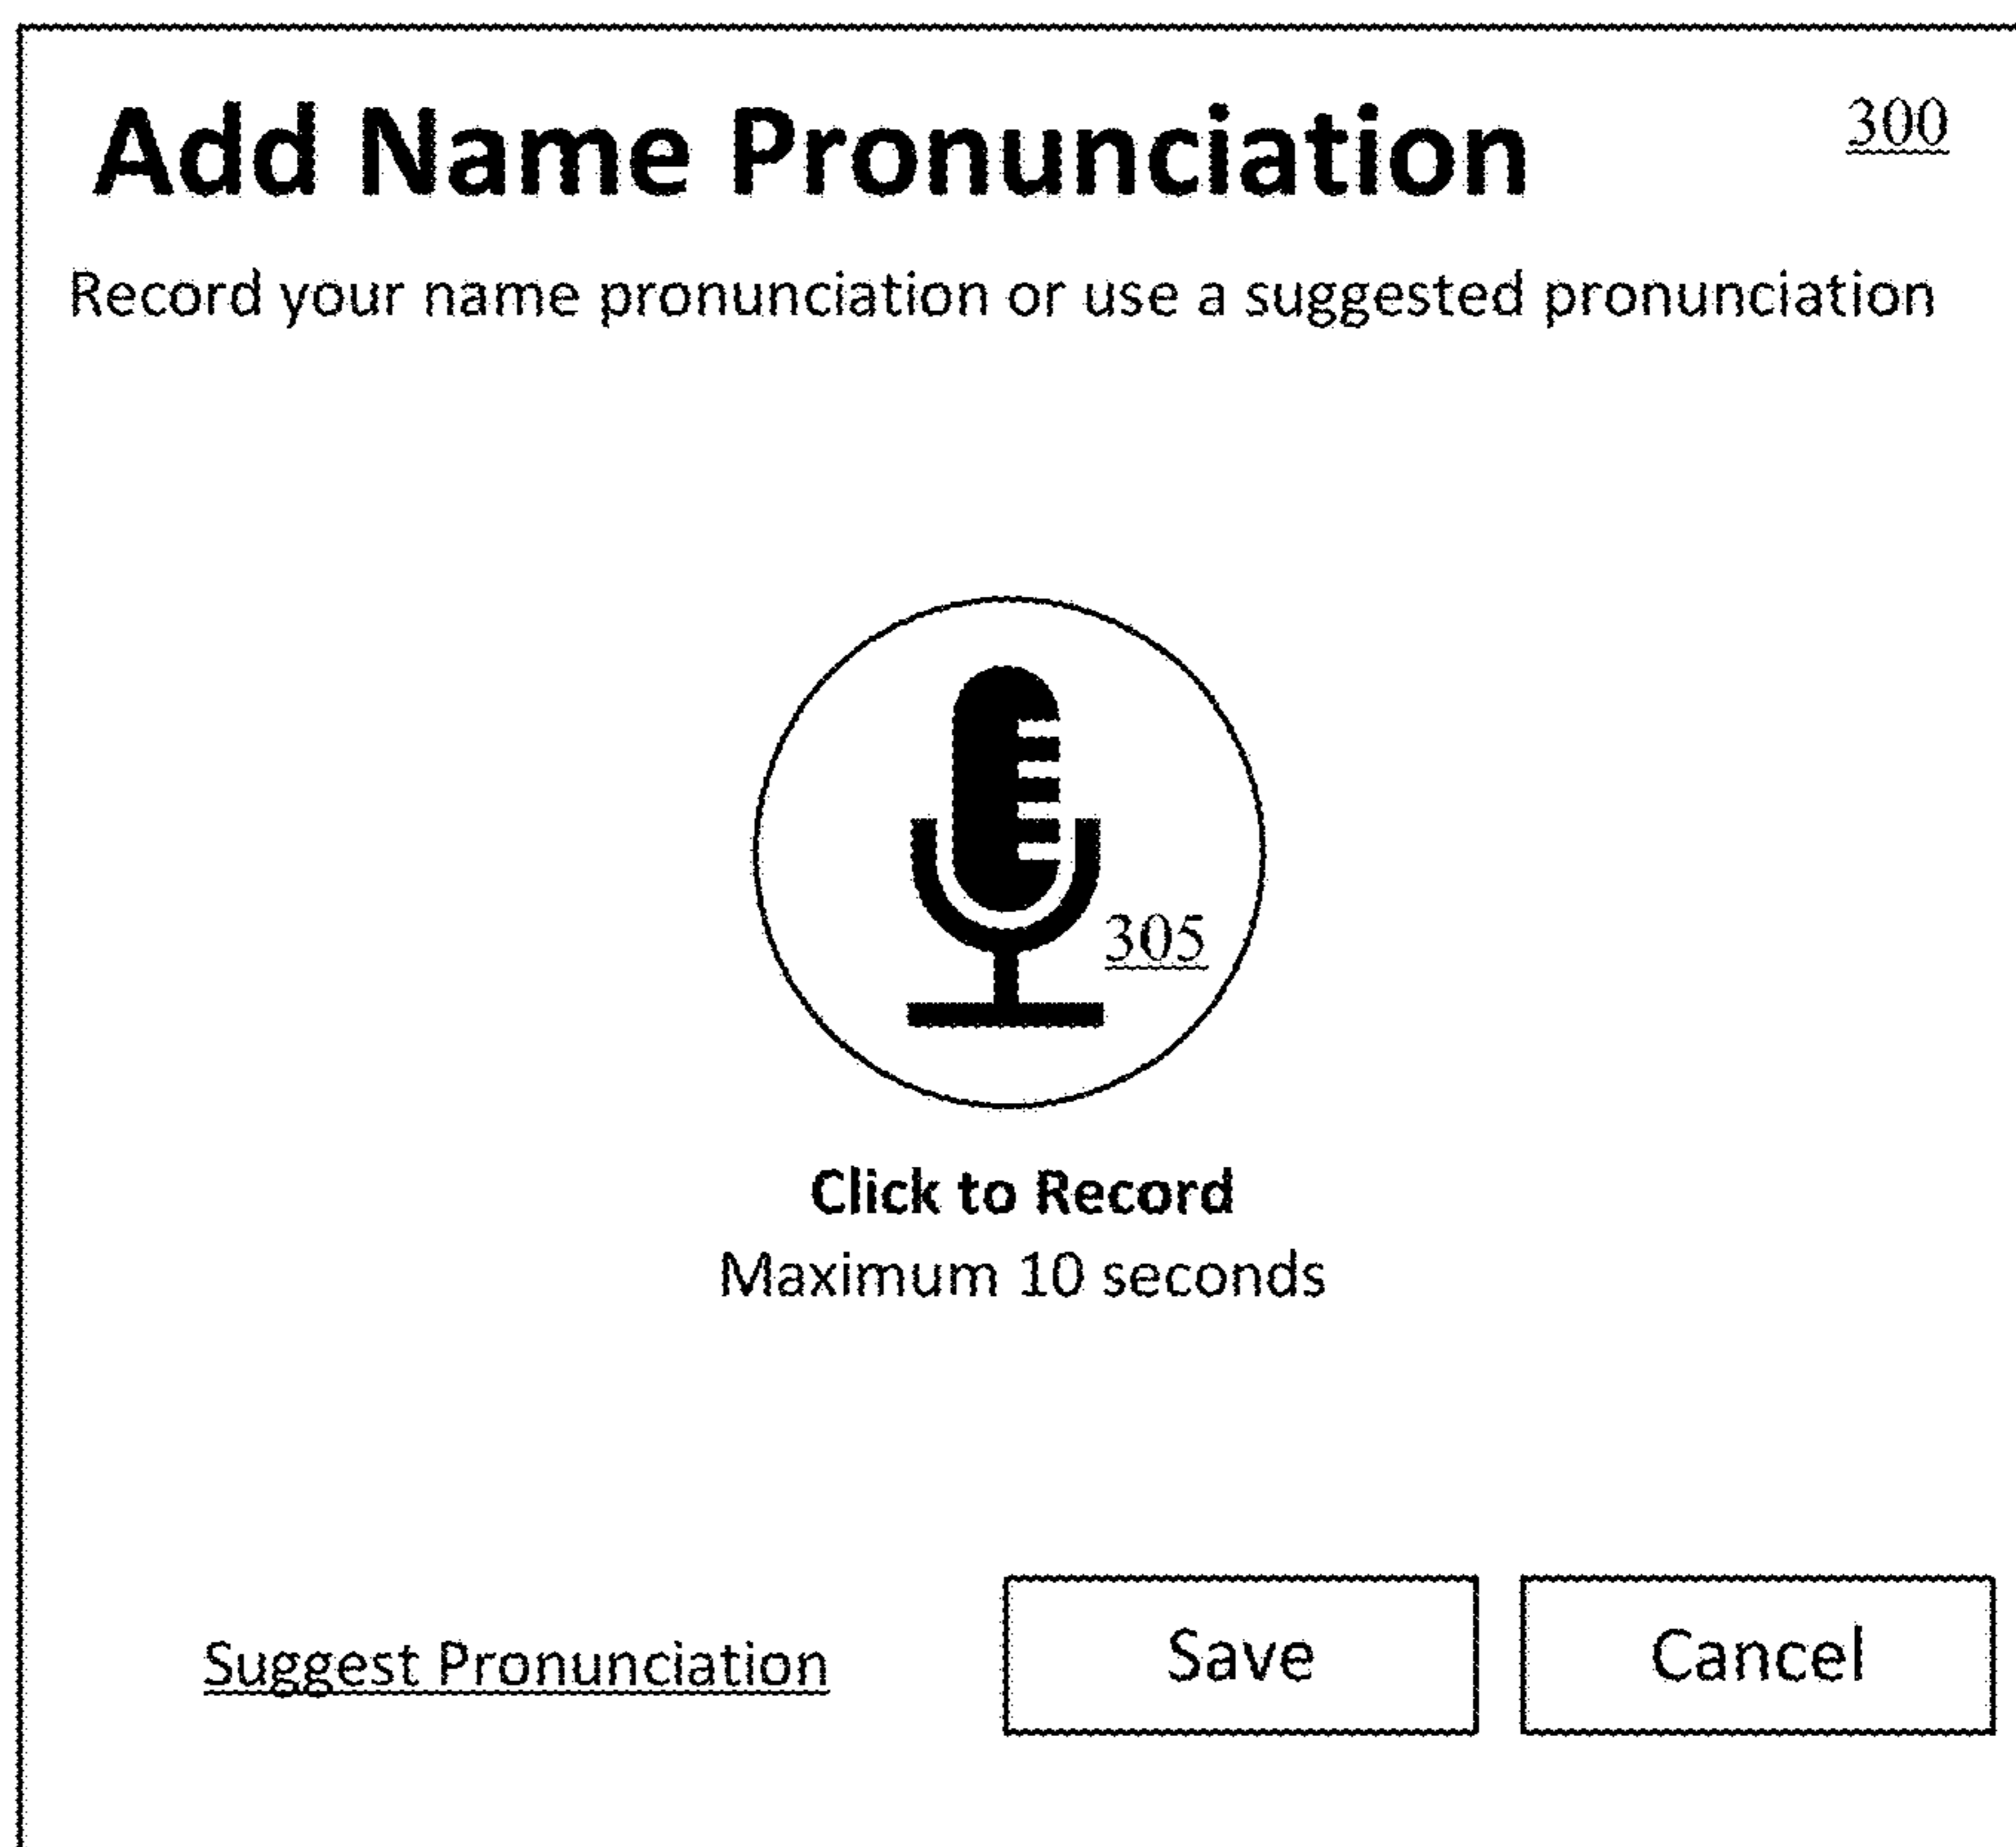 Add Name Pronunciation 300
Record your name pronunciation or use a suggested pronunciation
305
Click to Record
Maximum 10 seconds
Suggest Pronunciation Save Cancel